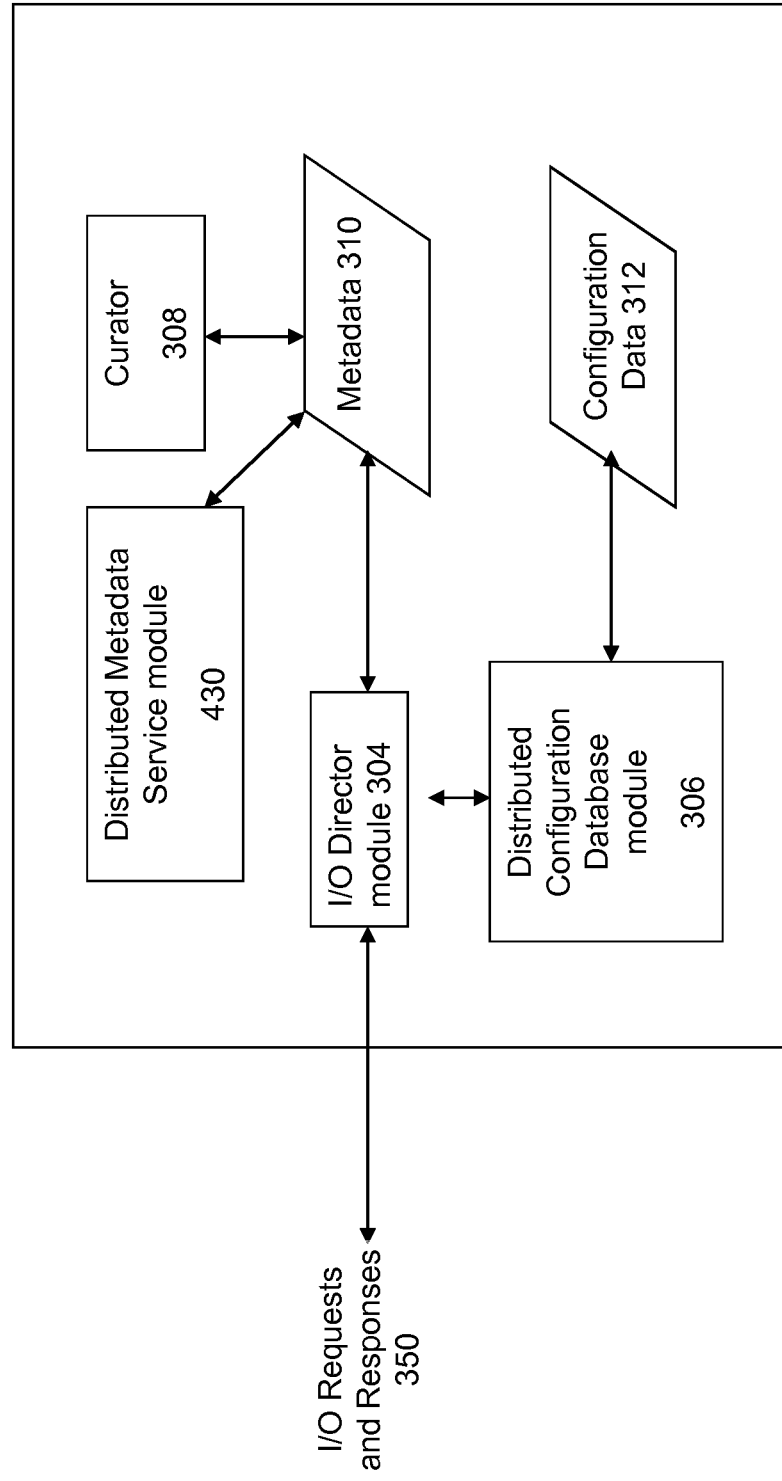 Distributed Metadata
Service module
430
Curator
308
I/O Requests
and Responses
350
I/O Director
module 304
Metadata 310
Distributed
Configuration
Database
module
306
Configuration
Data 312